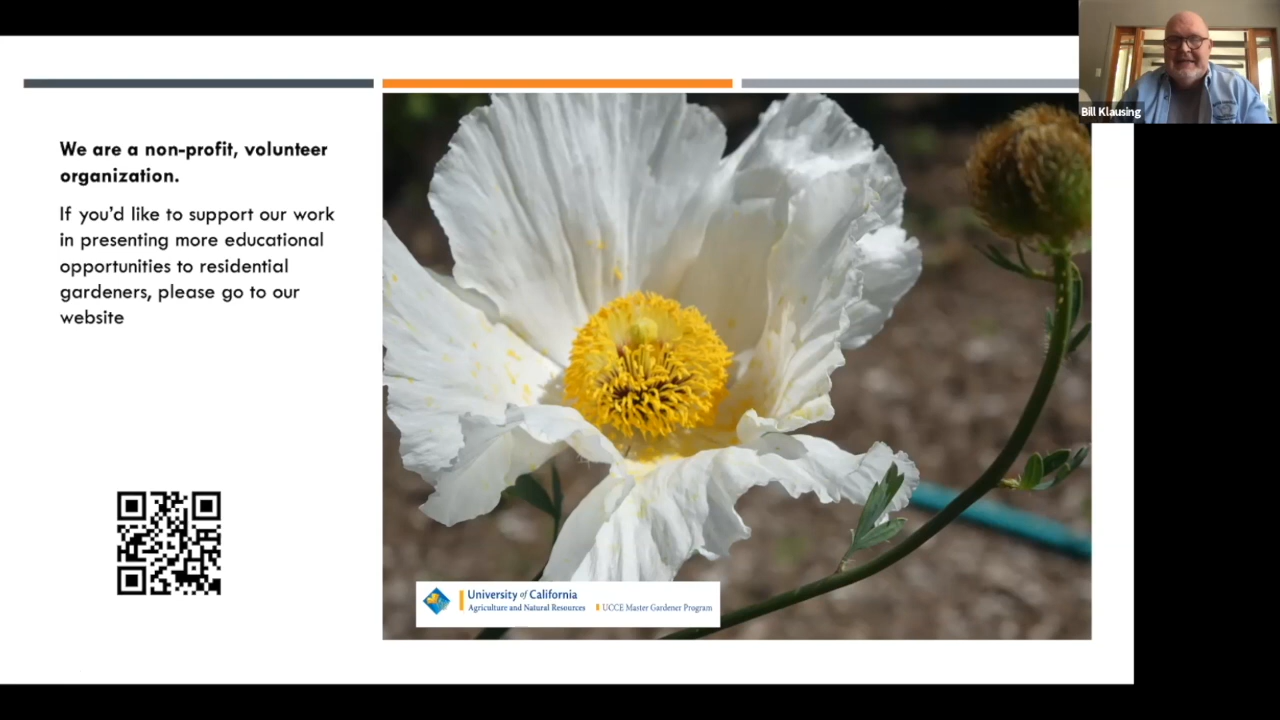 Bill Klausing
We are a non-profit, volunteer
organization.
If you'd like to support our work
in presenting more educational
opportunities to residential
gardeners, please go to our
website
University of California
Agriculture and Natural Resources
UCCE Master Gardener Program